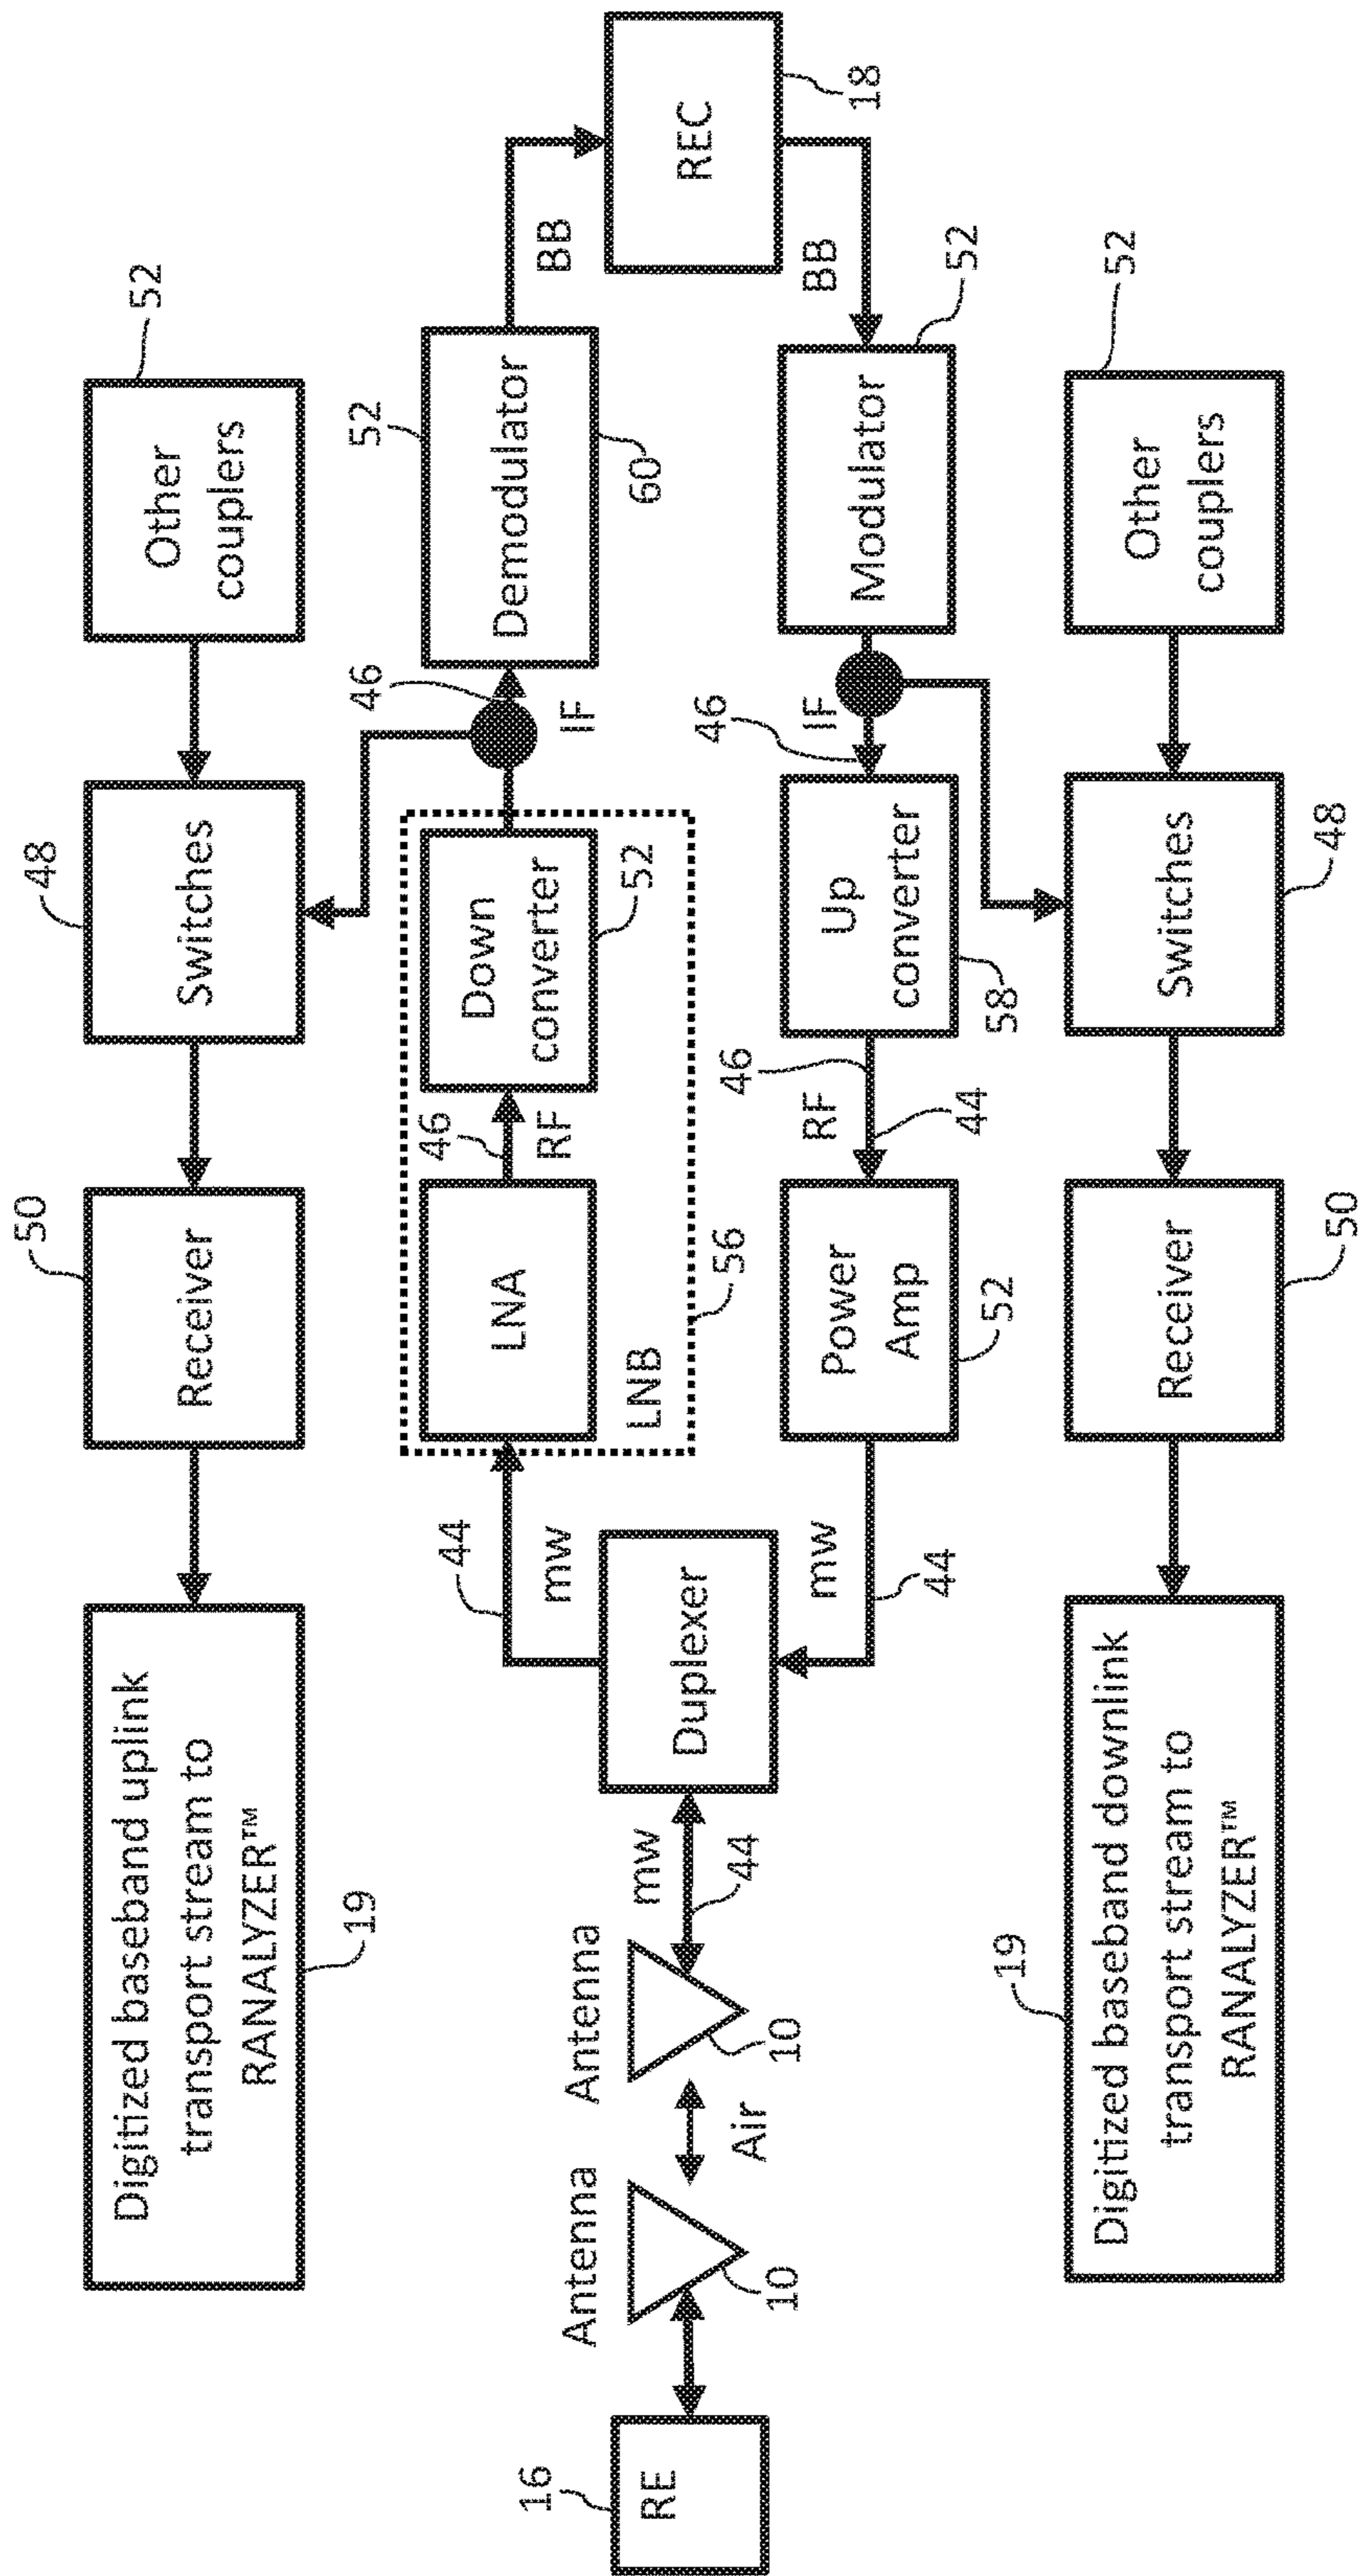 Digitized baseband uplink
transport stream to
RANALYZER™
19
50
Receiver
48
Switches
Other
couplers
52
16
RE
Antenna
10
Air
Antenna
10
mw
44
Duplexer
44
mw
LNA
46
RF
Down
converter
52
LNB
56
46
IF
52
Demodulator
60
BB
REC
18
BB
Modulator
52
IF
46
Up
converter
58
46
RF
44
Power
Amp
52
mw
44
19
Digitized baseband downlink
transport stream to
RANALYZER™
Receiver
50
Switches
48
Other
couplers
52